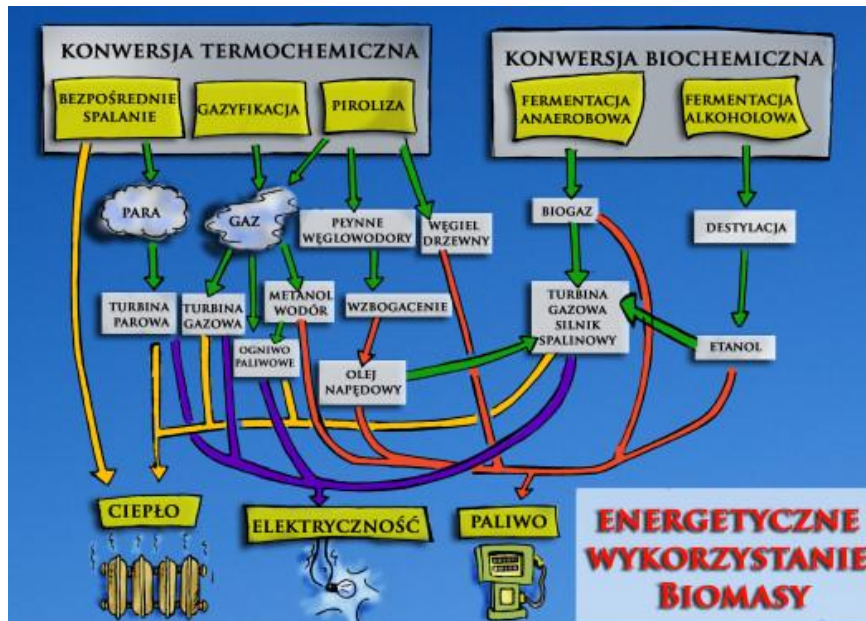 KONWERSJA TERMOCHEMICZNA
BEZPOŚREDNIE
SPALANIE
GAZYFIKACJA
PIROLIZA
KONWERSJA BIOCHEMICZNA
FERMENTACJA
ANAEROBOWA
FERMENTACJA
ALKOHOLOWA
PARA
GAZ
PŁYNNE
WĘGLOWODORY
WĘGIEL
DRZEWNY
BIOGAZ
DESTYLACJA
TURBINA
PAROWA
TURBINA
GAZOWA
METANOL
WODÓR
WZBOGACENIE
TURBINA
GAZOWA
SILNIK
SPALINOWY
OGNIWO
PALIWOWE
OLEJ
NAPĘDOWY
ETANOL
CIEPŁO
ELEKTRYCZNOŚĆ
PALIWO
ENERGETYCZNE
WYKORZYSTANIE
BIOMASY